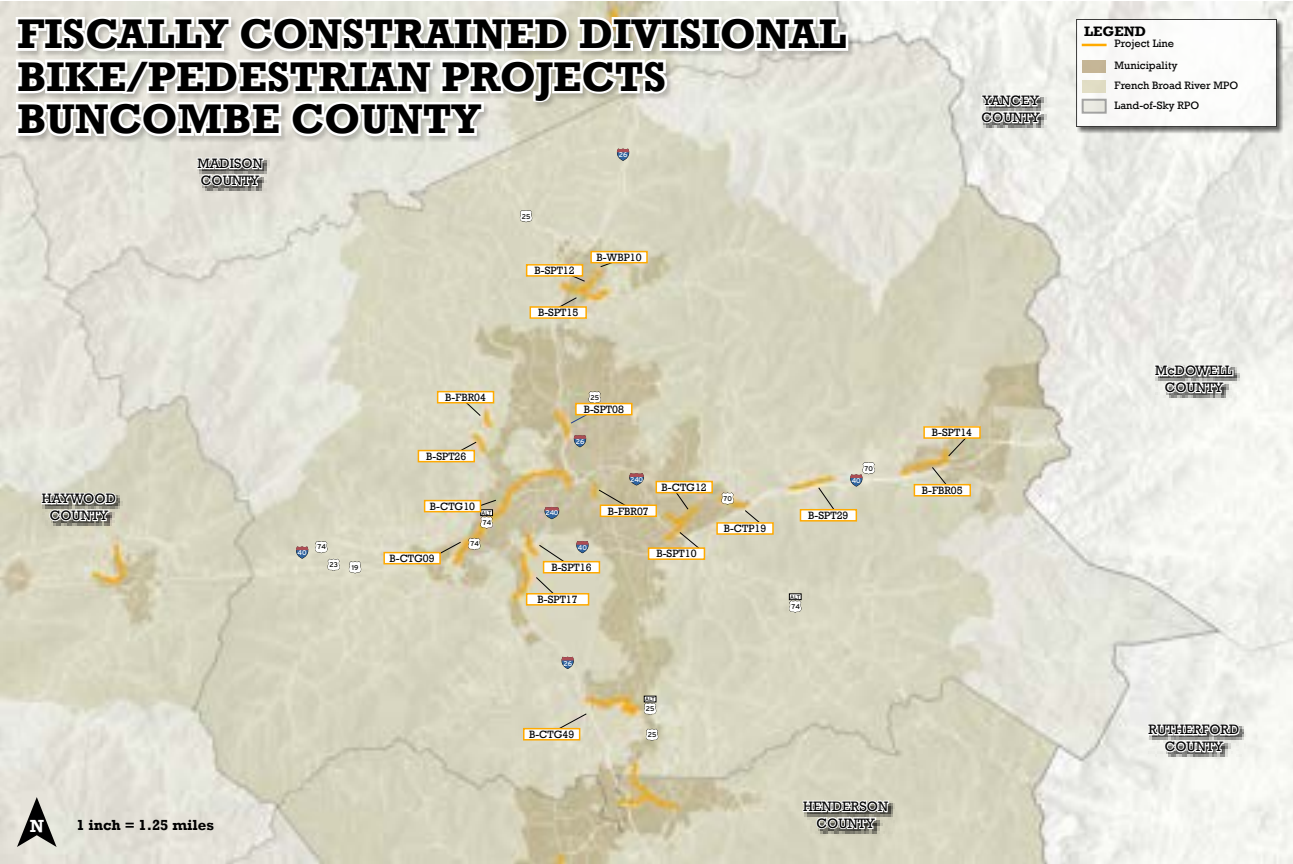 FISCALLY CONSTRAINED DIVISIONAL
BIKE/PEDESTRIAN PROJECTS
BUNCOMBE COUNTY
LEGEND
Project Line
Municipality
French Broad River MPO
Land-of-Sky RPO
YANCEY
COUNTY
MADISON
COUNTY
26
25
B-WBP10
B-SPT12
B-SPT15
McDOWELL
COUNTY
B-FBR04
25
B-SPT08
B-SPT14
26
B-SPT26
70
240
40
B-CTG12
B-FBR05
HAYWOOD
COUNTY
70
B-CTG10
B-FBR07
240
ALT
74
B-SPT29
B-CTP19
74
40
B-SPT10
40
74
B-CTG09
23
19
B-SPT16
B-SPT17
ALT
74
26
ALT
25
B-CTG49
25
RUTHERFORD
COUNTY
HENDERSON
COUNTY
N
1 inch = 1.25 miles